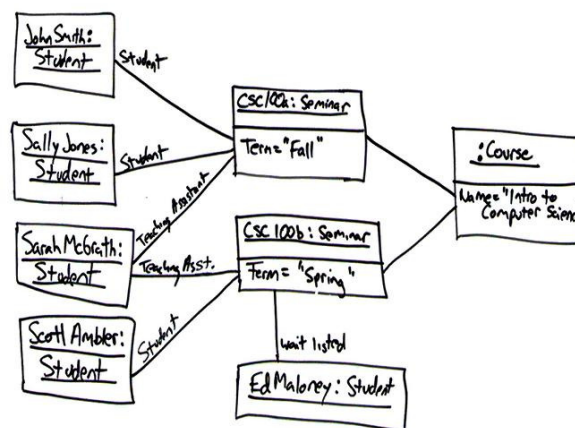 John Smith:
Student
Student
Sally Jones:
Student
Student
Sarah McGrath:
Student
Teaching Assistant
Teaching Asst.
Scott Ambler:
Student
Student
CSC100a: Seminar
Term="Fall"
CSC100b: Seminar
Term= "Spring"
wait listed
Ed Maloney: Student
:Course
Name="Intro to
Computer Scienc